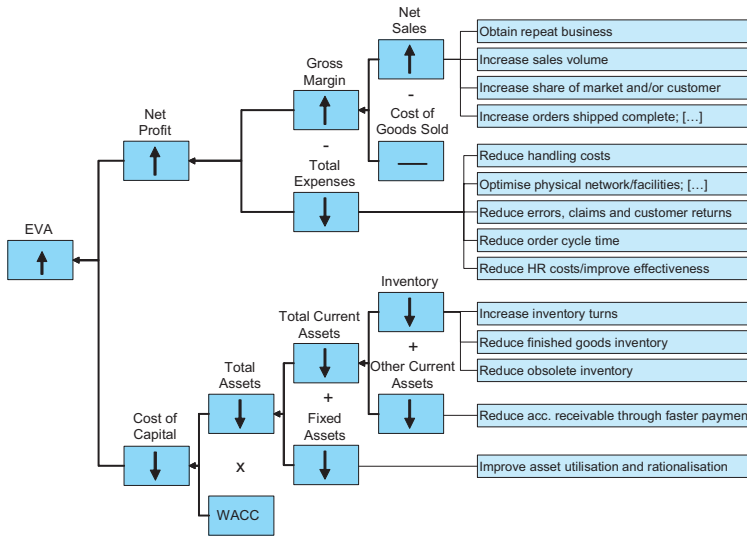 Net
Sales
Obtain repeat business
Increase sales volume
Gross
Margin
Increase share of market and/or customer
-
Cost of
Goods Sold
Increase orders shipped complete; […]
Net
Profit
-
Total
Expenses
Reduce handling costs
Optimise physical network/facilities; […]
Reduce errors, claims and customer returns
EVA
Reduce order cycle time
Reduce HR costs/improve effectiveness
Inventory
Total Current
Assets
Increase inventory turns
+
Reduce finished goods inventory
Total
Assets
Other Current
Assets
Reduce obsolete inventory
+
Cost of
Capital
Fixed
Assets
Reduce acc. receivable through faster paymen
x
Improve asset utilisation and rationalisation
WACC